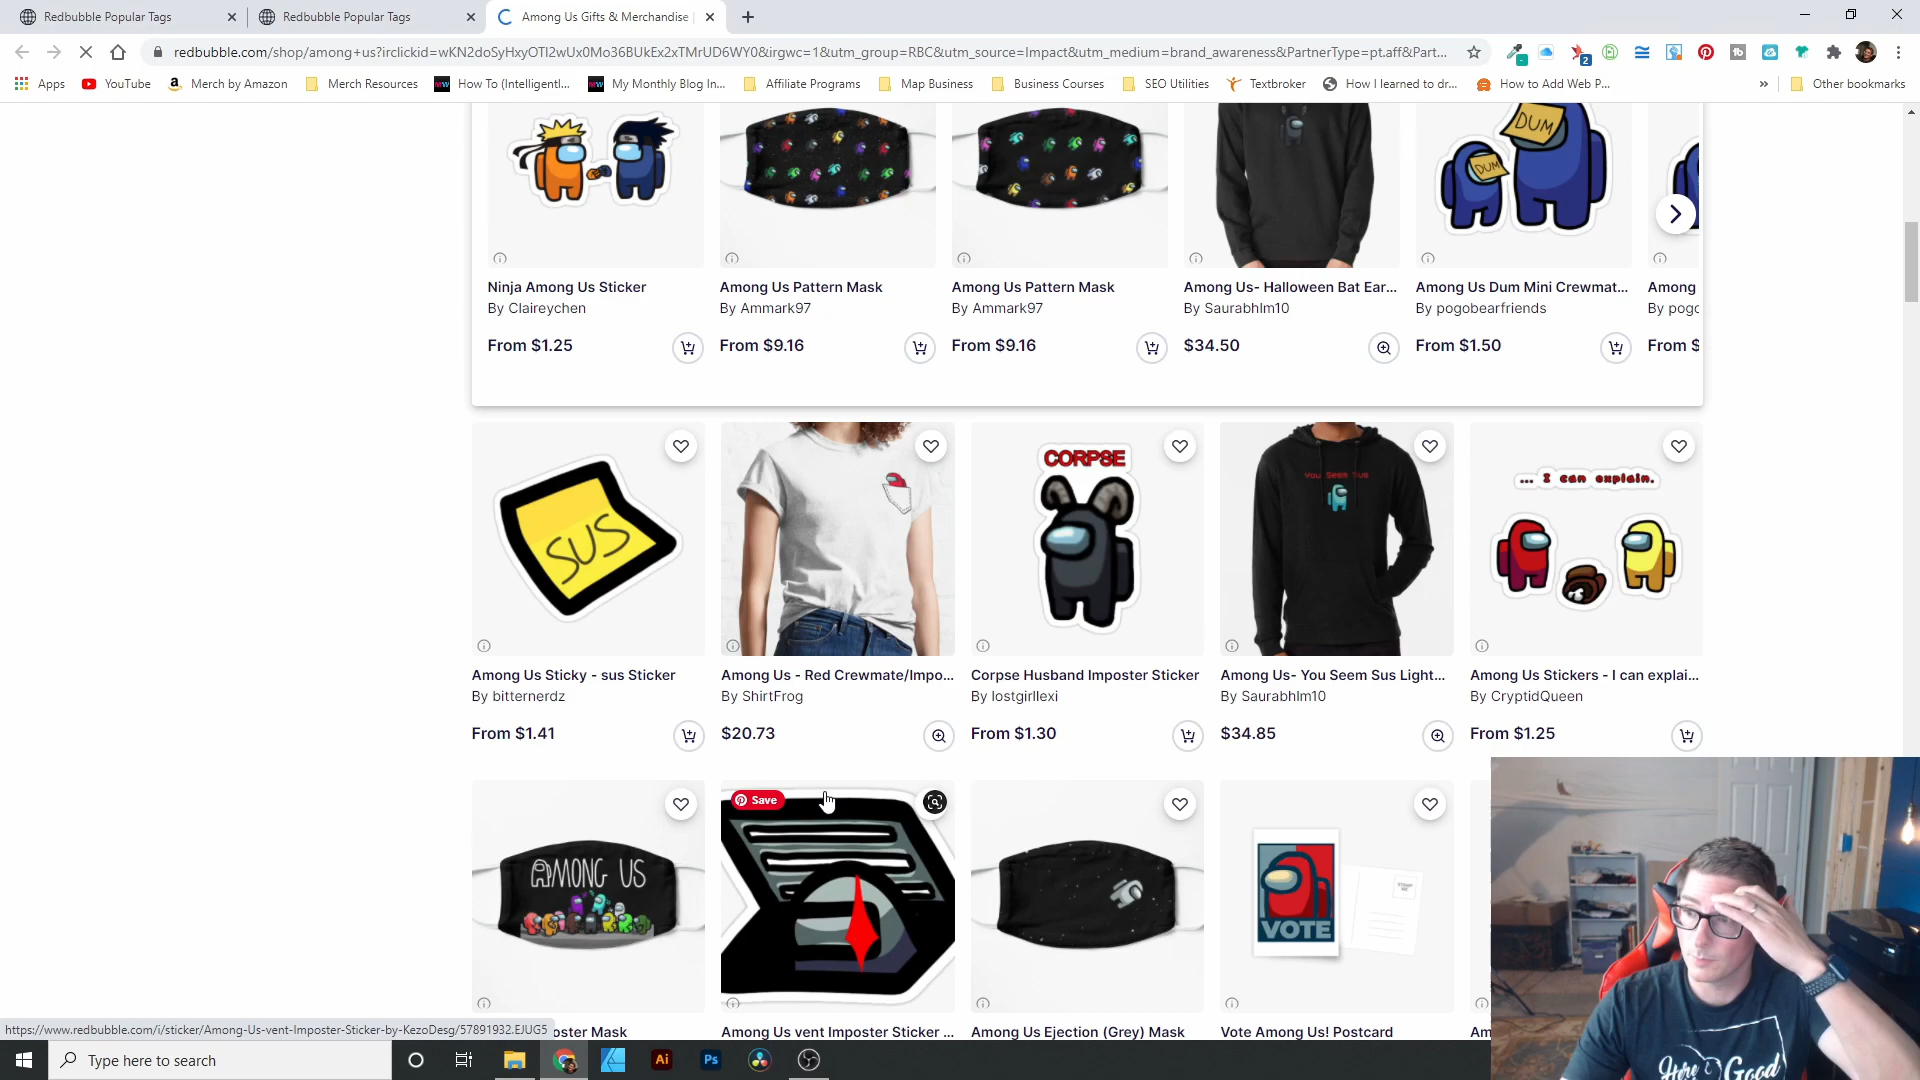 Redbubble Popular Tags
Redbubble Popular Tags
Among Us Gifts & Merchandise |
redbubble.com/shop/among+us?irclickid=wKN2doSyHxyOTI2wUx0Mo36BUkEx2xTMrUD6WY0&irgwc=1&utm_group=RBC&utm_source=Impact&utm_medium=brand_awareness&PartnerType=pt.aff&Part...
Apps
YouTube
Merch by Amazon
Merch Resources
How To (Intelligentl...
My Monthly Blog In...
Affiliate Programs
Map Business
Business Courses
SEO Utilities
Textbroker
How I learned to dr...
How to Add Web P...
»
Other bookmarks
DUM
DUM
Ninja Among Us Sticker
By Claireychen
From $1.25
Among Us Pattern Mask
By Ammark97
From $9.16
Among Us Pattern Mask
By Ammark97
From $9.16
Among Us- Halloween Bat Ear...
By Saurabhlm10
$34.50
Among Us Dum Mini Crewmat...
By pogobearfriends
From $1.50
Among
By pogo
From $
SUS
CORPSE
You Seem Sus
... I can explain.
Among Us Sticky - sus Sticker
By bitternerdz
From $1.41
Among Us - Red Crewmate/Impo...
By ShirtFrog
$20.73
Corpse Husband Imposter Sticker
By lostgirllexi
From $1.30
Among Us- You Seem Sus Light...
By Saurabhlm10
$34.85
Among Us Stickers - I can explai...
By CryptidQueen
From $1.25
AMONG US
Save
VOTE
oster Mask
Among Us vent Imposter Sticker ...
Among Us Ejection (Grey) Mask
Vote Among Us! Postcard
Am
https://www.redbubble.com/i/sticker/Among-Us-vent-Imposter-Sticker-by-KezoDesg/57891932.EJUG5
Here
Good
Type here to search
Ai
Ps